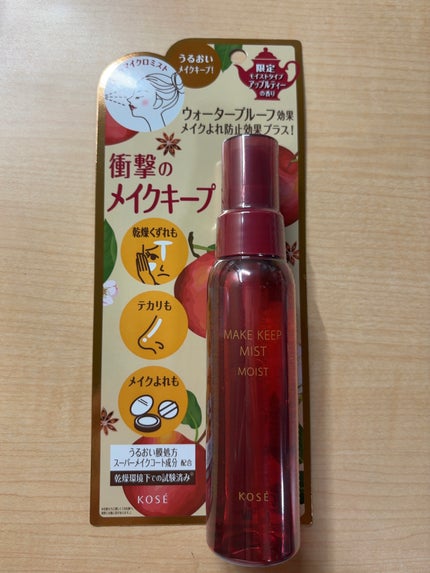 マイクロミスト
うるおい
メイクキープ!
限定
モイストタイプ
アップルティー
の香り
ウォータープルーフ効果
メイクよれ防止効果プラス!
衝撃の
メイクキープ
乾燥くずれも
テカリも
メイクよれも
MAKE KEEP
MIST
MOIST
うるおい膜処方
スーパーメイクコート成分 配合
乾燥環境下での試験済み
KOSÉ
KOSÉ